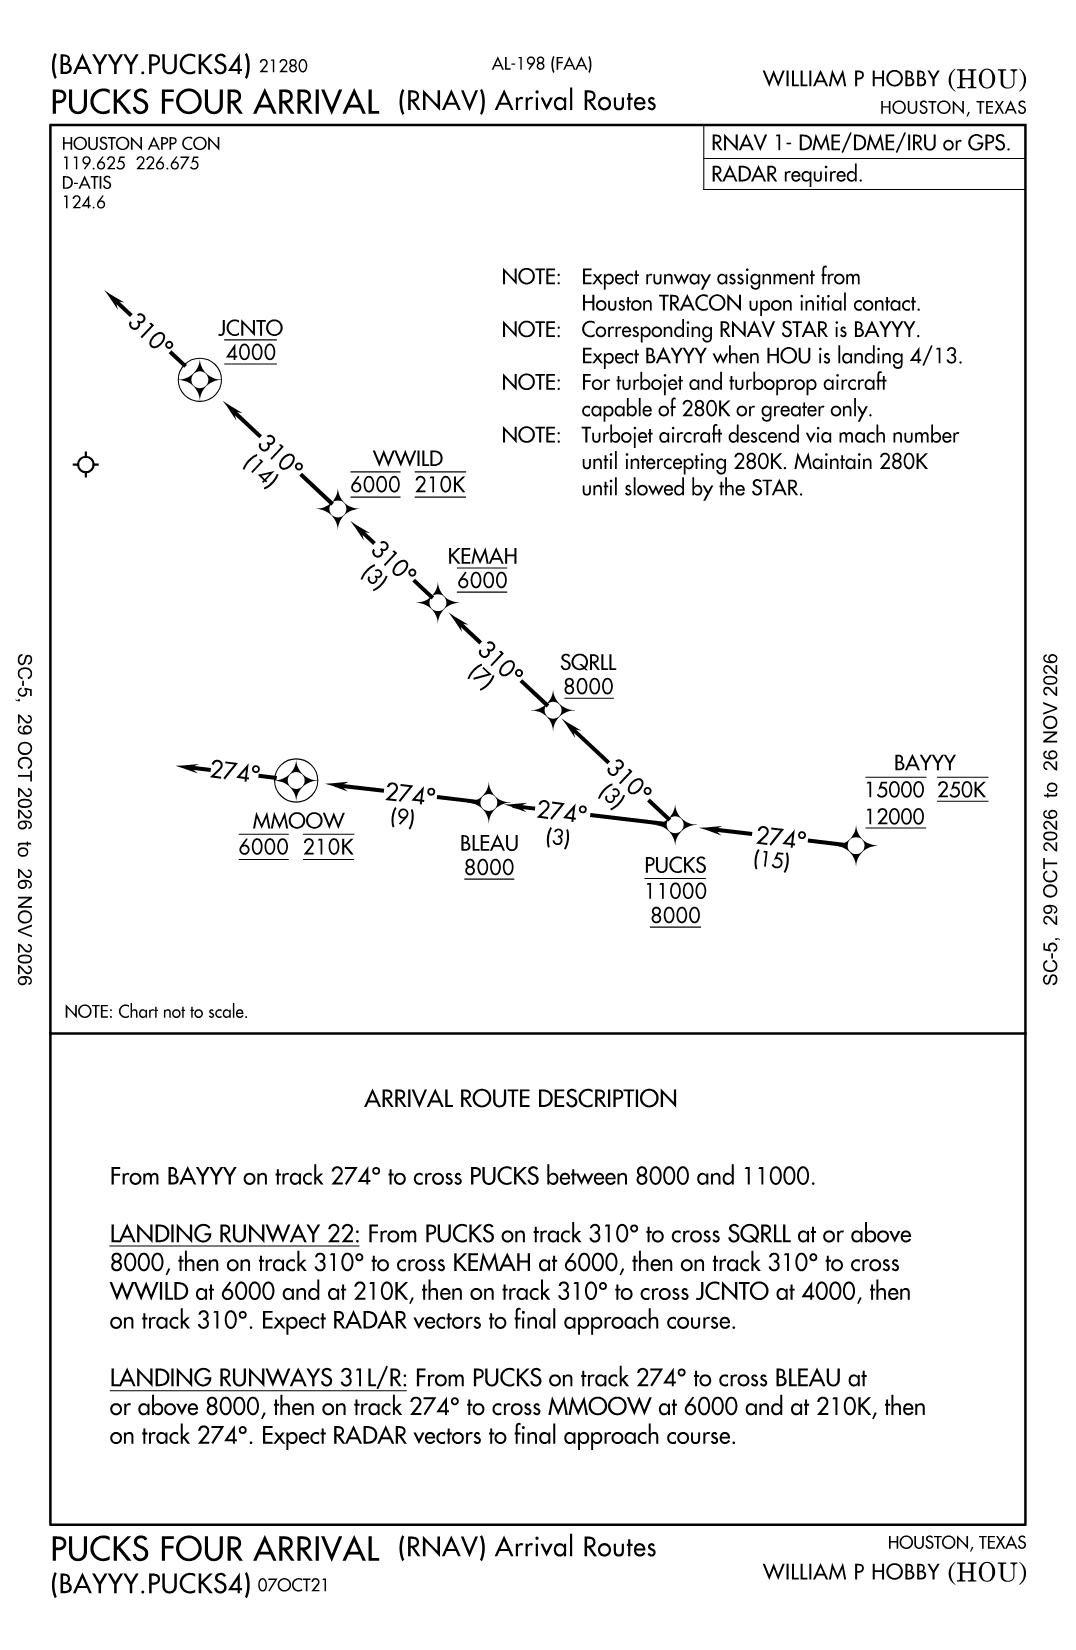 (BAYYY.PUCKS4) 21280
AL-198 (FAA)
WILLIAM P HOBBY (HOU)
PUCKS FOUR ARRIVAL (RNAV) Arrival Routes
HOUSTON, TEXAS
HOUSTON APP CON
119.625 226.675
D-ATIS
124.6
RNAV 1- DME/DME/IRU or GPS.
RADAR required.
NOTE: Expect runway assignment from
Houston TRACON upon initial contact.
NOTE: Corresponding RNAV STAR is BAYYY.
Expect BAYYY when HOU is landing 4/13.
NOTE: For turbojet and turboprop aircraft
capable of 280K or greater only.
NOTE: Turbojet aircraft descend via mach number
until intercepting 280K. Maintain 280K
until slowed by the STAR.
310°
JCNTO
4000
310°
(14)
WWILD
6000 210K
310°
(3)
KEMAH
6000
310°
(7)
SQRLL
8000
310°
(3)
BAYYY
15000 250K
12000
274°
274°
(9)
274°
(3)
274°
(15)
MMOOW
6000 210K
BLEAU
8000
PUCKS
11000
8000
SC-5, 29 OCT 2026 to 26 NOV 2026
SC-5, 29 OCT 2026 to 26 NOV 2026
NOTE: Chart not to scale.
ARRIVAL ROUTE DESCRIPTION
From BAYYY on track 274° to cross PUCKS between 8000 and 11000.
LANDING RUNWAY 22: From PUCKS on track 310° to cross SQRLL at or above
8000, then on track 310° to cross KEMAH at 6000, then on track 310° to cross
WWILD at 6000 and at 210K, then on track 310° to cross JCNTO at 4000, then
on track 310°. Expect RADAR vectors to final approach course.
LANDING RUNWAYS 31L/R: From PUCKS on track 274° to cross BLEAU at
or above 8000, then on track 274° to cross MMOOW at 6000 and at 210K, then
on track 274°. Expect RADAR vectors to final approach course.
PUCKS FOUR ARRIVAL (RNAV) Arrival Routes
HOUSTON, TEXAS
(BAYYY.PUCKS4) 07OCT21
WILLIAM P HOBBY (HOU)